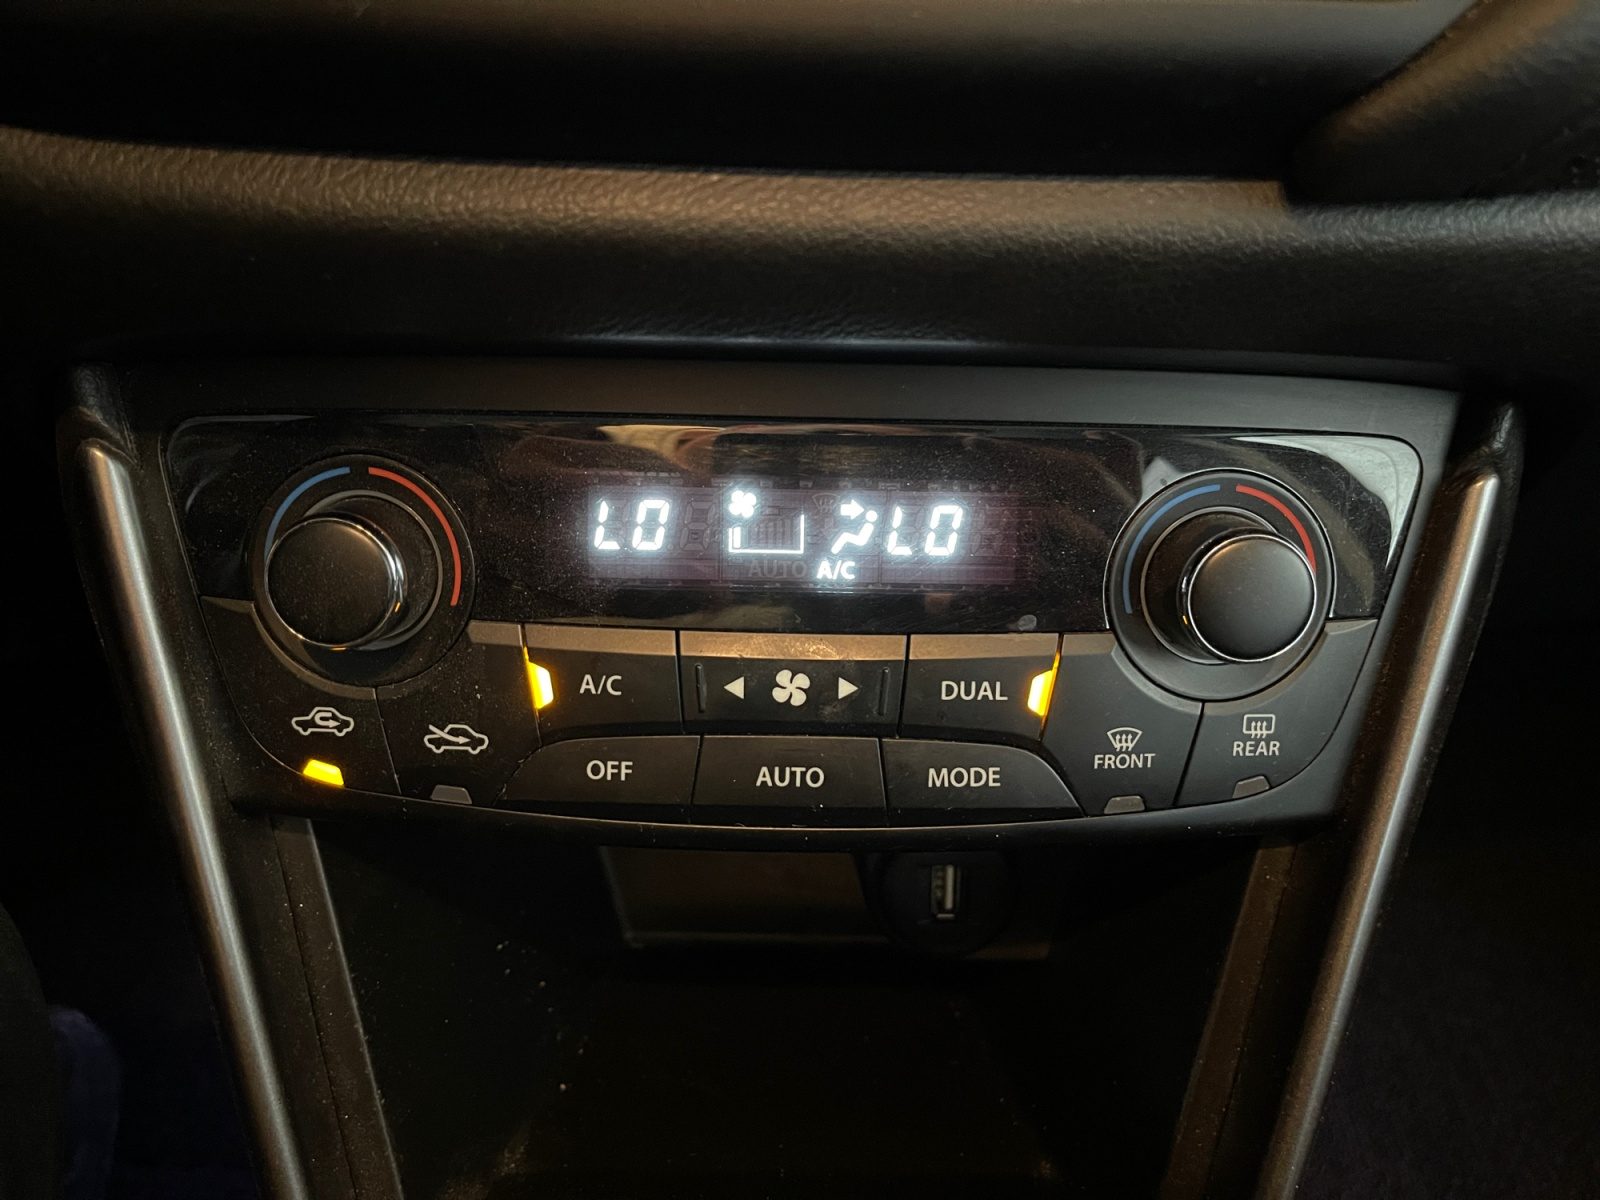 LO LO
AUTO A/C
A/C DUAL
OFF AUTO MODE FRONT REAR